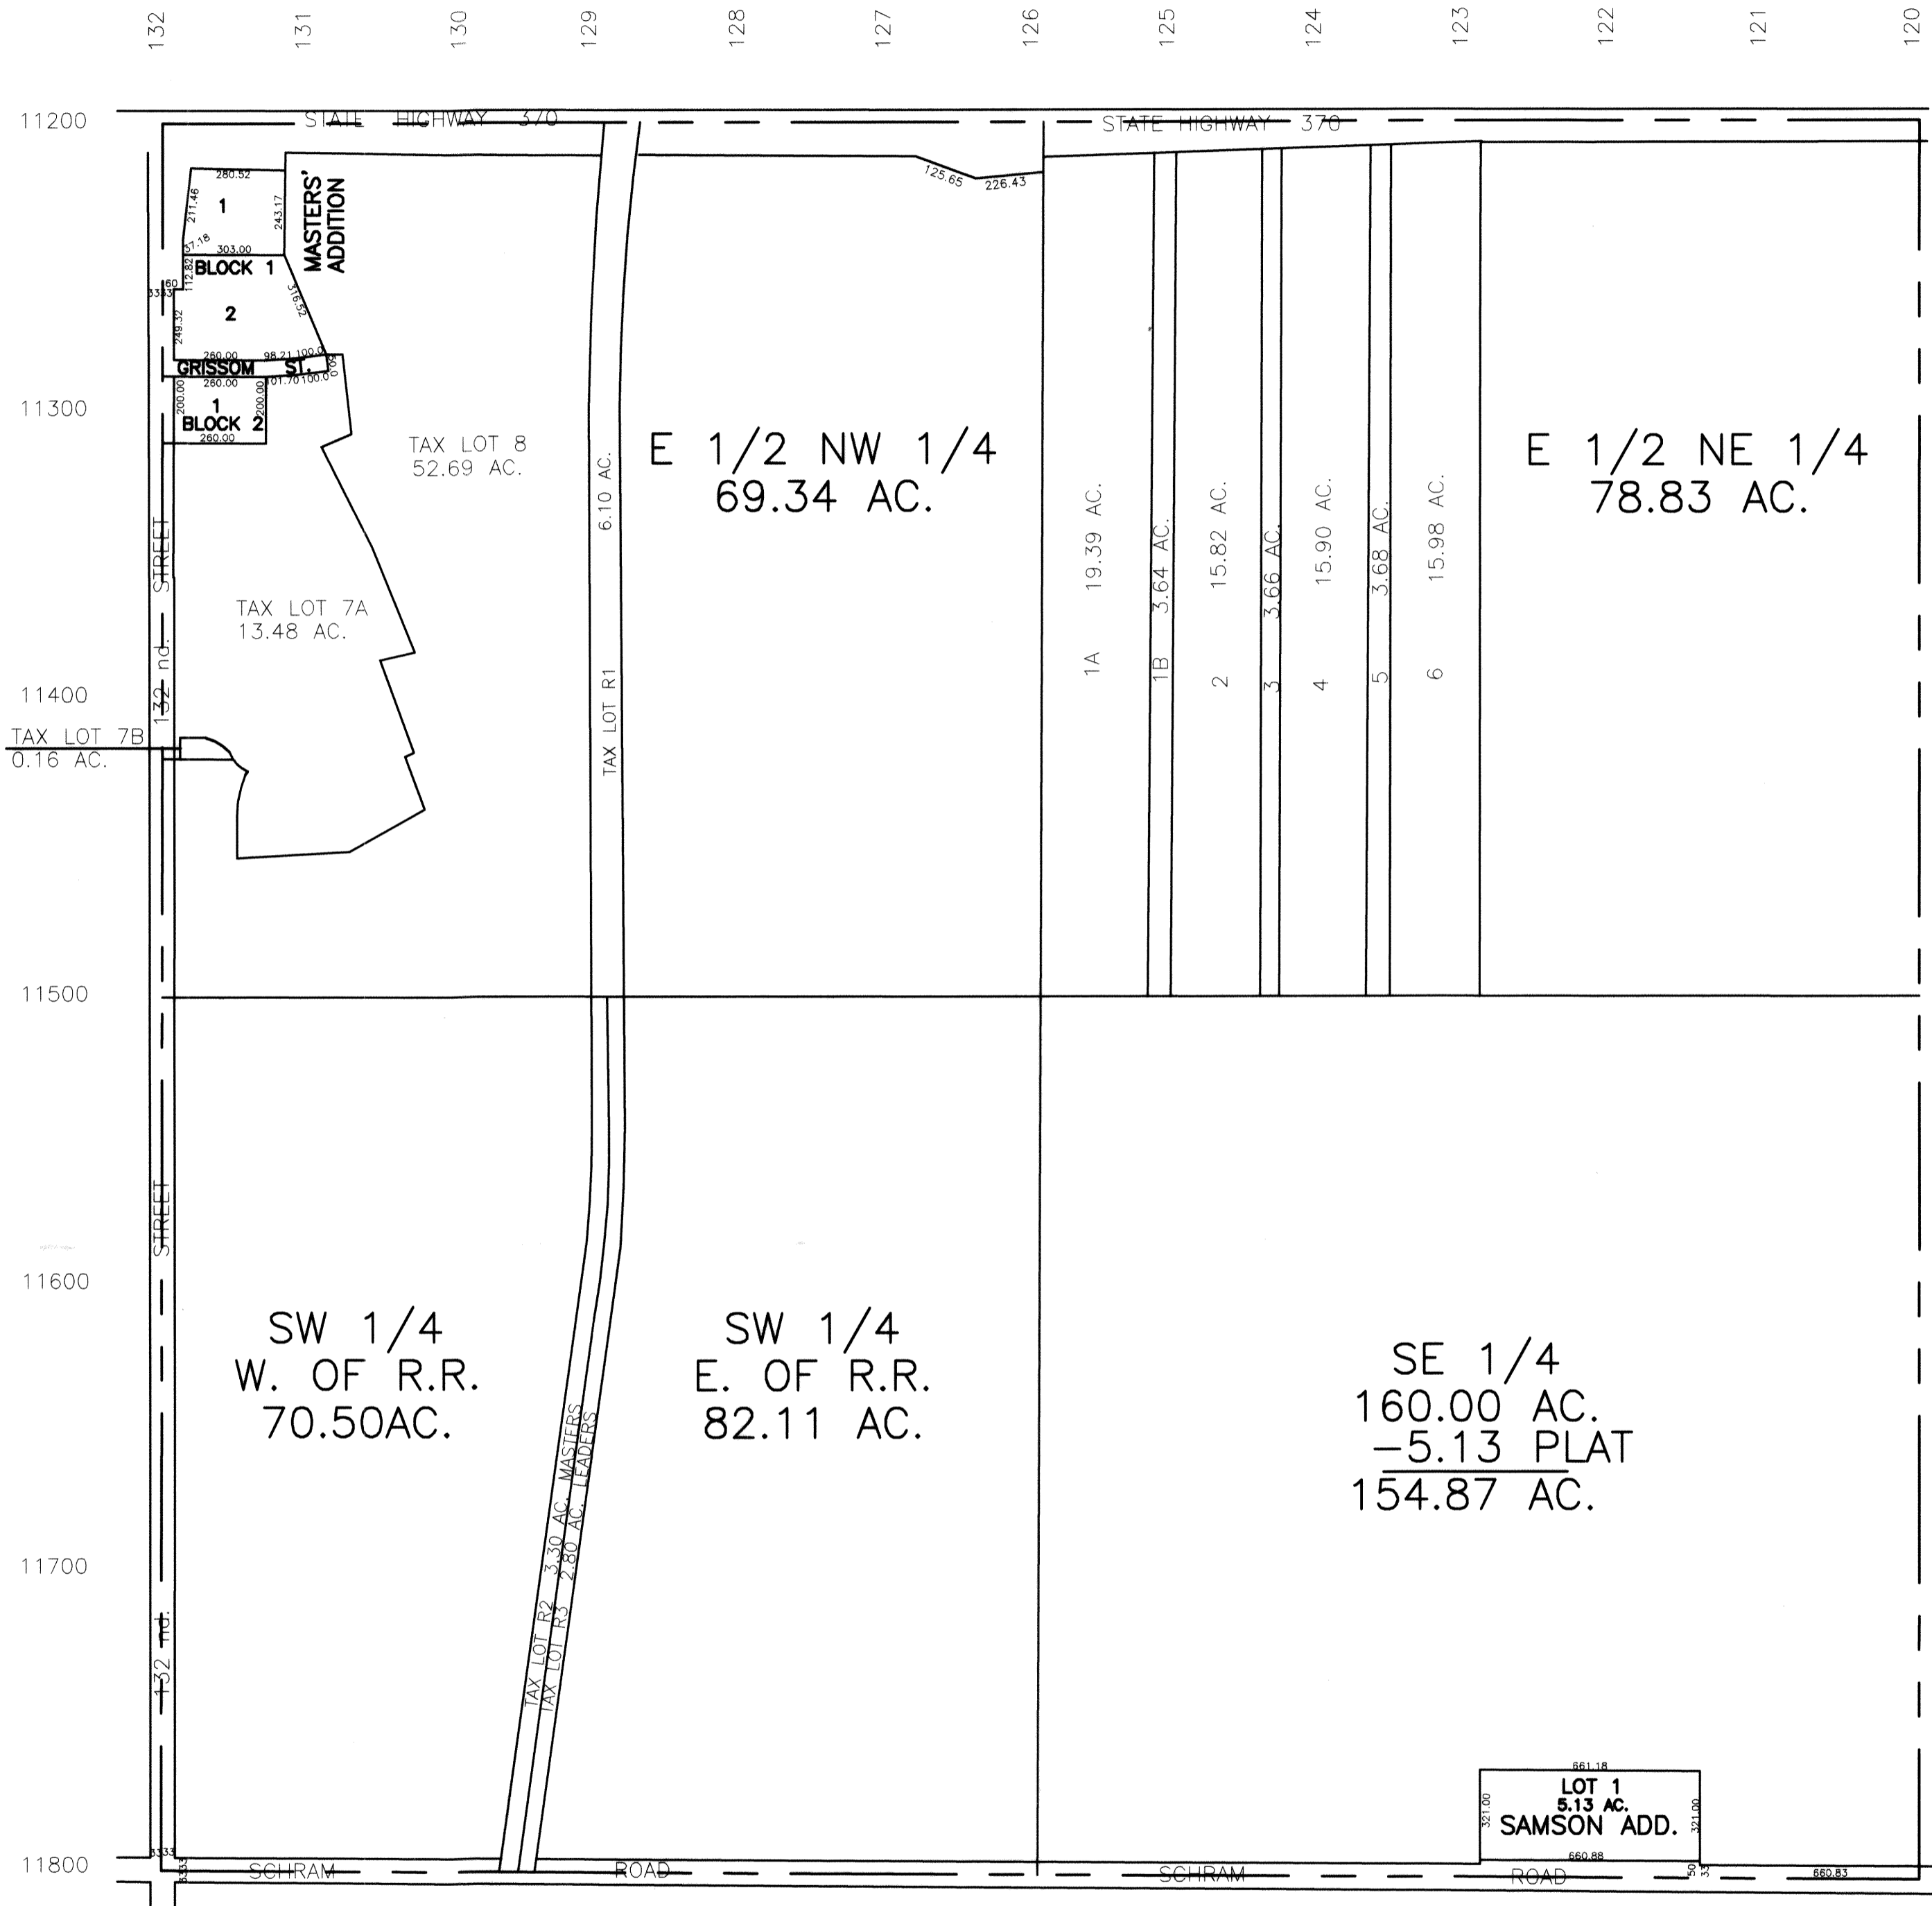 132
131
130
129
128
127
126
125
124
123
122
121
120
11200
11300
11400
11500
11600
11700
11800
STATE HIGHWAY 370
STATE HIGHWAY 370
280.52
211.46
1
243.17
37.18
303.00
MASTERS'
ADDITION
BLOCK 1
112.82
60
3333
2
316.52
249.32
260.00
98.21
100.0
GRISSOM ST.
60.0
260.00
101.70
100.0
200.00
200.00
1
BLOCK 2
260.00
125.65
226.43
TAX LOT 8
52.69 AC.
6.10 AC.
TAX LOT R1
E 1/2 NW 1/4
69.34 AC.
E 1/2 NE 1/4
78.83 AC.
1A 19.39 AC.
1B 3.64 AC.
2 15.82 AC.
3 3.66 AC.
4 15.90 AC.
5 3.68 AC.
6 15.98 AC.
132 nd. STREET
TAX LOT 7A
13.48 AC.
TAX LOT 7B
0.16 AC.
132 nd. STREET
SW 1/4
W. OF R.R.
70.50AC.
SW 1/4
E. OF R.R.
82.11 AC.
SE 1/4
160.00 AC.
-5.13 PLAT
154.87 AC.
TAX LOT R2 3.30 AC. MASTERS
TAX LOT R3 2.80 AC. LEADERS
661.18
321.00
LOT 1
5.13 AC.
SAMSON ADD.
321.00
660.88
3333
3333
SCHRAM ROAD
SCHRAM ROAD
50
33
660.83